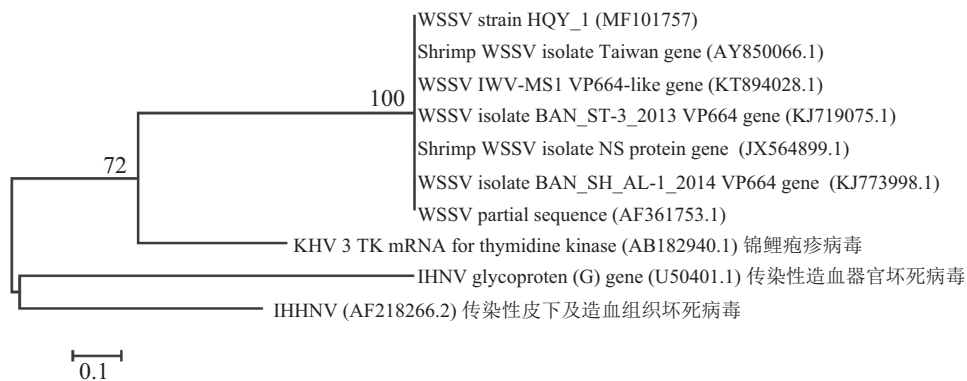 WSSV strain HQY_1 (MF101757)
Shrimp WSSV isolate Taiwan gene (AY850066.1)
WSSV IWV-MS1 VP664-like gene (KT894028.1)
100
WSSV isolate BAN_ST-3_2013 VP664 gene (KJ719075.1)
Shrimp WSSV isolate NS protein gene (JX564899.1)
72
WSSV isolate BAN_SH_AL-1_2014 VP664 gene (KJ773998.1)
WSSV partial sequence (AF361753.1)
KHV 3 TK mRNA for thymidine kinase (AB182940.1) 锦鲤疱疹病毒
IHNV glycoproten (G) gene (U50401.1) 传染性造血器官坏死病毒
IHHNV (AF218266.2) 传染性皮下及造血组织坏死病毒
0.1